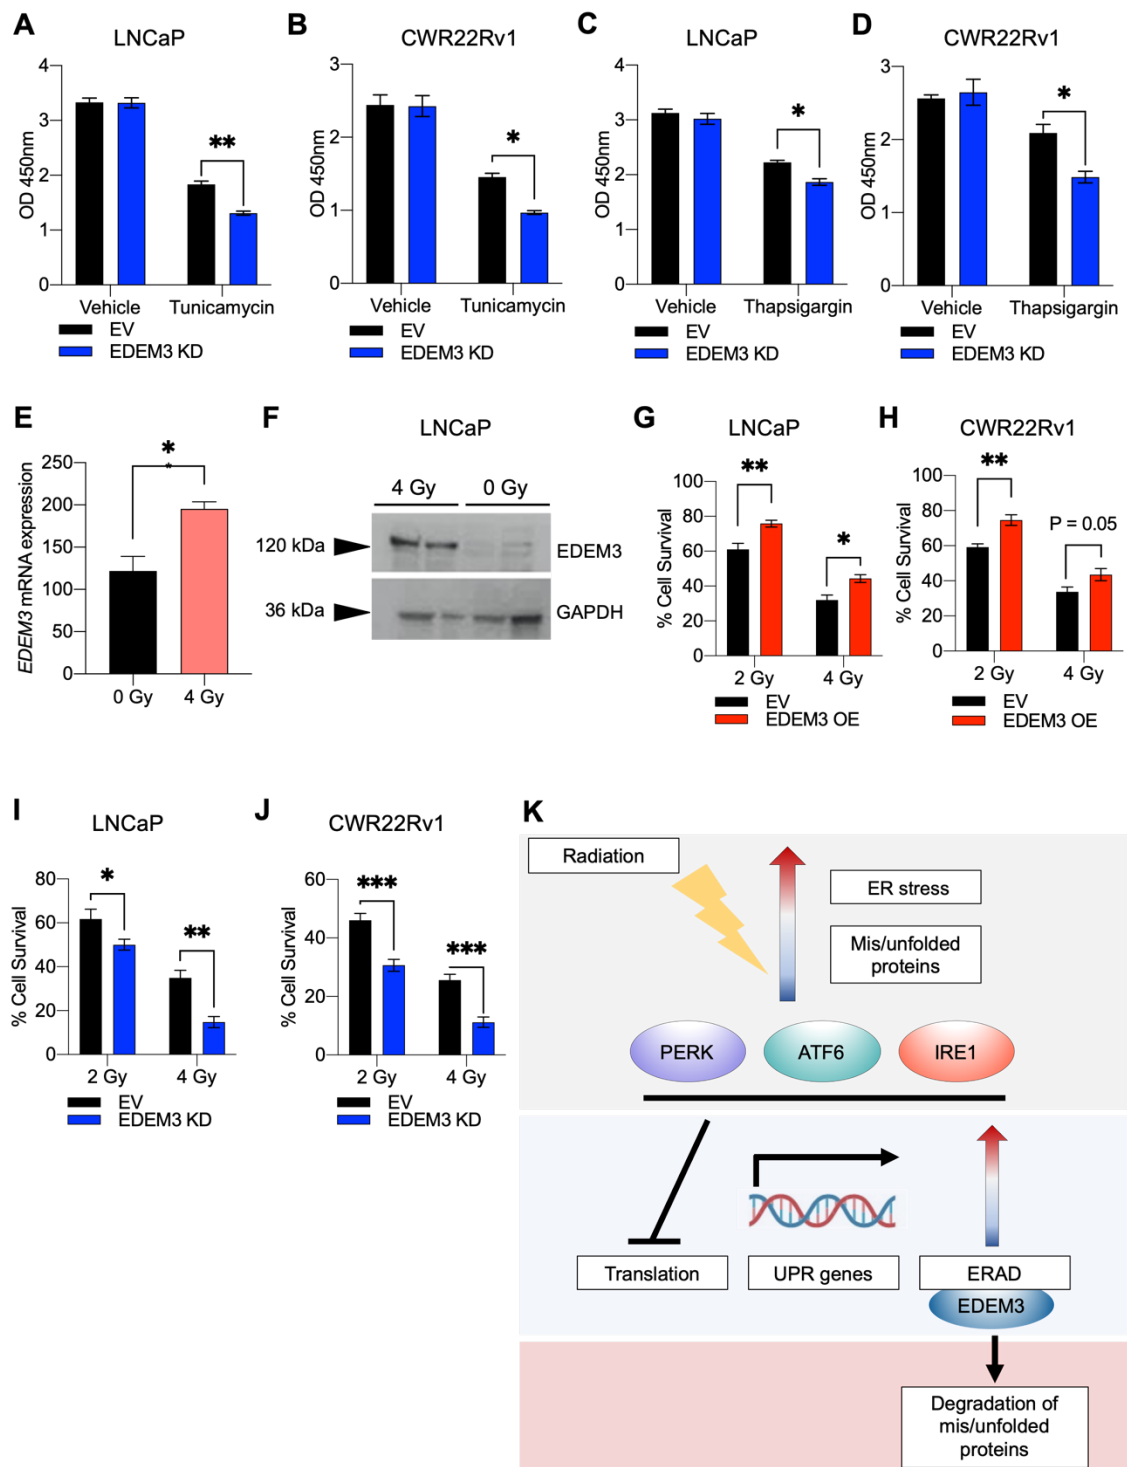 A
LNCaP
OD 450nm
4
3
2
1
0
**
Vehicle
Tunicamycin
EV
EDEM3 KD
B
CWR22Rv1
OD 450nm
3
2
1
0
*
Vehicle
Tunicamycin
EV
EDEM3 KD
C
LNCaP
OD 450nm
4
3
2
1
0
*
Vehicle
Thapsigargin
EV
EDEM3 KD
D
CWR22Rv1
OD 450nm
3
2
1
0
*
Vehicle
Thapsigargin
EV
EDEM3 KD
E
EDEM3 mRNA expression
250
200
150
100
50
0
*
*
0 Gy
4 Gy
F
LNCaP
4 Gy
0 Gy
120 kDa
EDEM3
36 kDa
GAPDH
G
LNCaP
% Cell Survival
100
80
60
40
20
0
**
*
2 Gy
4 Gy
EV
EDEM3 OE
H
CWR22Rv1
% Cell Survival
100
80
60
40
20
0
**
P = 0.05
2 Gy
4 Gy
EV
EDEM3 OE
I
LNCaP
% Cell Survival
80
60
40
20
0
*
**
2 Gy
4 Gy
EV
EDEM3 KD
J
CWR22Rv1
% Cell Survival
60
40
20
0
***
***
2 Gy
4 Gy
EV
EDEM3 KD
K
Radiation
ER stress
Mis/unfolded
proteins
PERK
ATF6
IRE1
Translation
UPR genes
ERAD
EDEM3
Degradation of
mis/unfolded
proteins